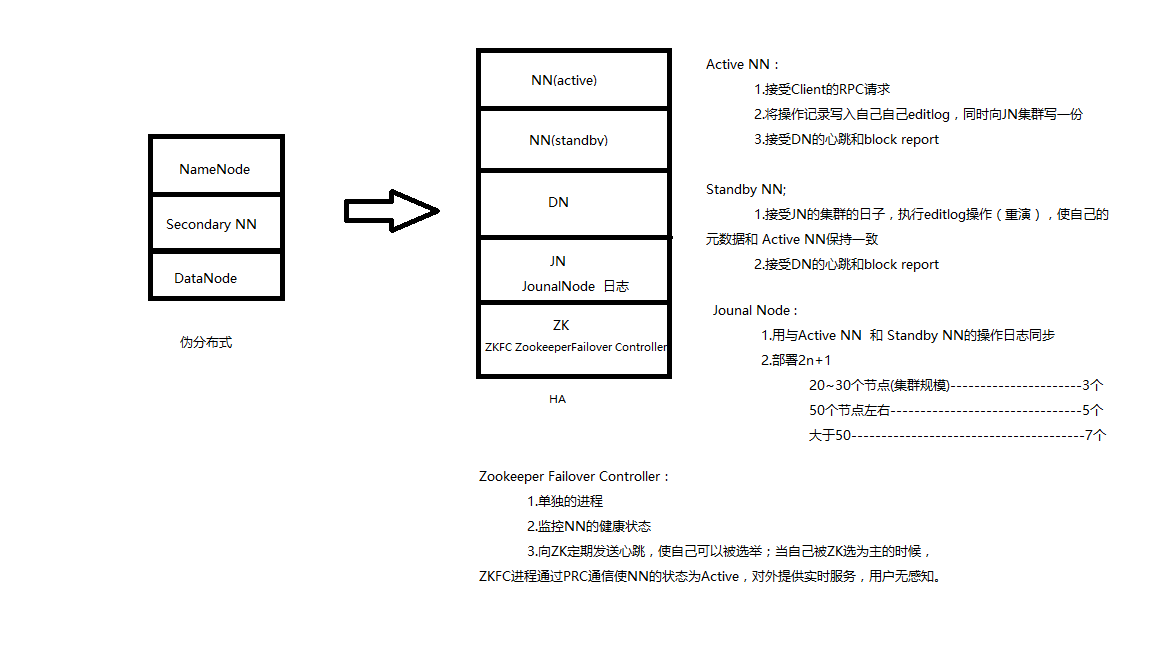 NameNode
Secondary NN
DataNode
伪分布式
NN(active)
NN(standby)
DN
JN
JounalNode 日志
ZK
ZKFC ZookeeperFailover Controller
HA
Active NN：
1.接受Client的RPC请求
2.将操作记录写入自己自己editlog，同时向JN集群写一份
3.接受DN的心跳和block report
Standby NN;
1.接受JN的集群的日子，执行editlog操作（重演），使自己的
元数据和 Active NN保持一致
2.接受DN的心跳和block report
Jounal Node :
1.用与Active NN 和 Standby NN的操作日志同步
2.部署2n+1
20~30个节点(集群规模)----------------------3个
50个节点左右--------------------------------5个
大于50---------------------------------------7个
Zookeeper Failover Controller：
1.单独的进程
2.监控NN的健康状态
3.向ZK定期发送心跳，使自己可以被选举；当自己被ZK选为主的时候，
ZKFC进程通过PRC通信使NN的状态为Active，对外提供实时服务，用户无感知。